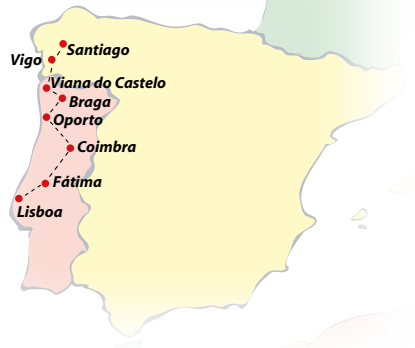 Santiago
Vigo
Viana do Castelo
Braga
Oporto
Coimbra
Fátima
Lisboa